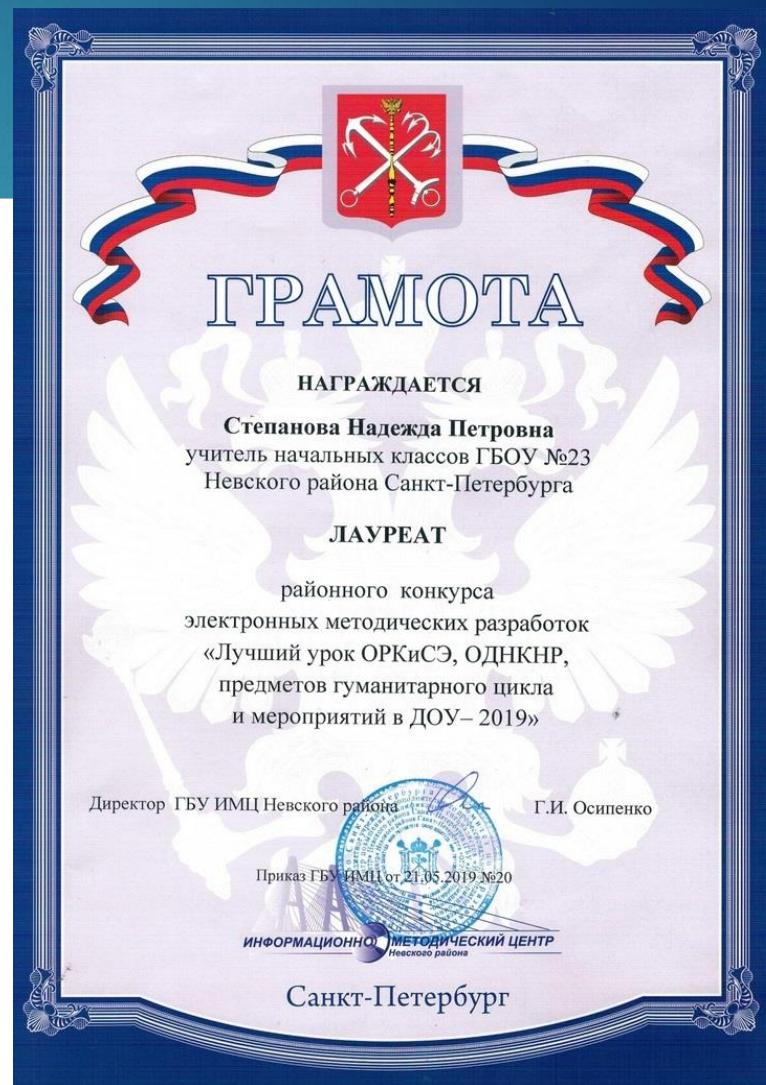 ГРАМОТА
НАГРАЖДАЕТСЯ
Степанова Надежда Петровна
учитель начальных классов ГБОУ №23
Невского района Санкт-Петербурга
ЛАУРЕАТ
районного конкурса
электронных методических разработок
«Лучший урок ОРКиСЭ, ОДНКНР,
предметов гуманитарного цикла
и мероприятий в ДОУ– 2019»
Директор ГБУ ИМЦ Невского района Г.И. Осипенко
Приказ ГБУ ИМЦ от 21.05.2019 №20
ИНФОРМАЦИОННО МЕТОДИЧЕСКИЙ ЦЕНТР
Невского района
Санкт-Петербург